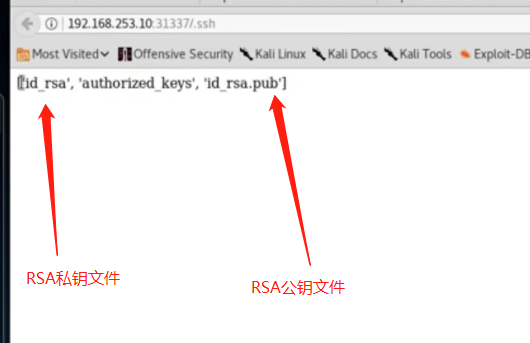 192.168.253.10:31337/.ssh
Most Visited Offensive Security Kali Linux Kali Docs Kali Tools Exploit-DB
['id_rsa', 'authorized_keys', 'id_rsa.pub']
RSA私钥文件
RSA公钥文件